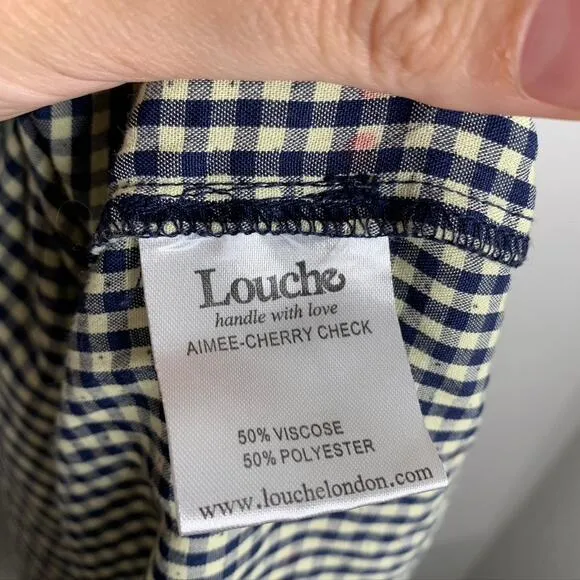 Louche
handle with love
AIMEE-CHERRY CHECK
50% VISCOSE
50% POLYESTER
www.louchelondon.com